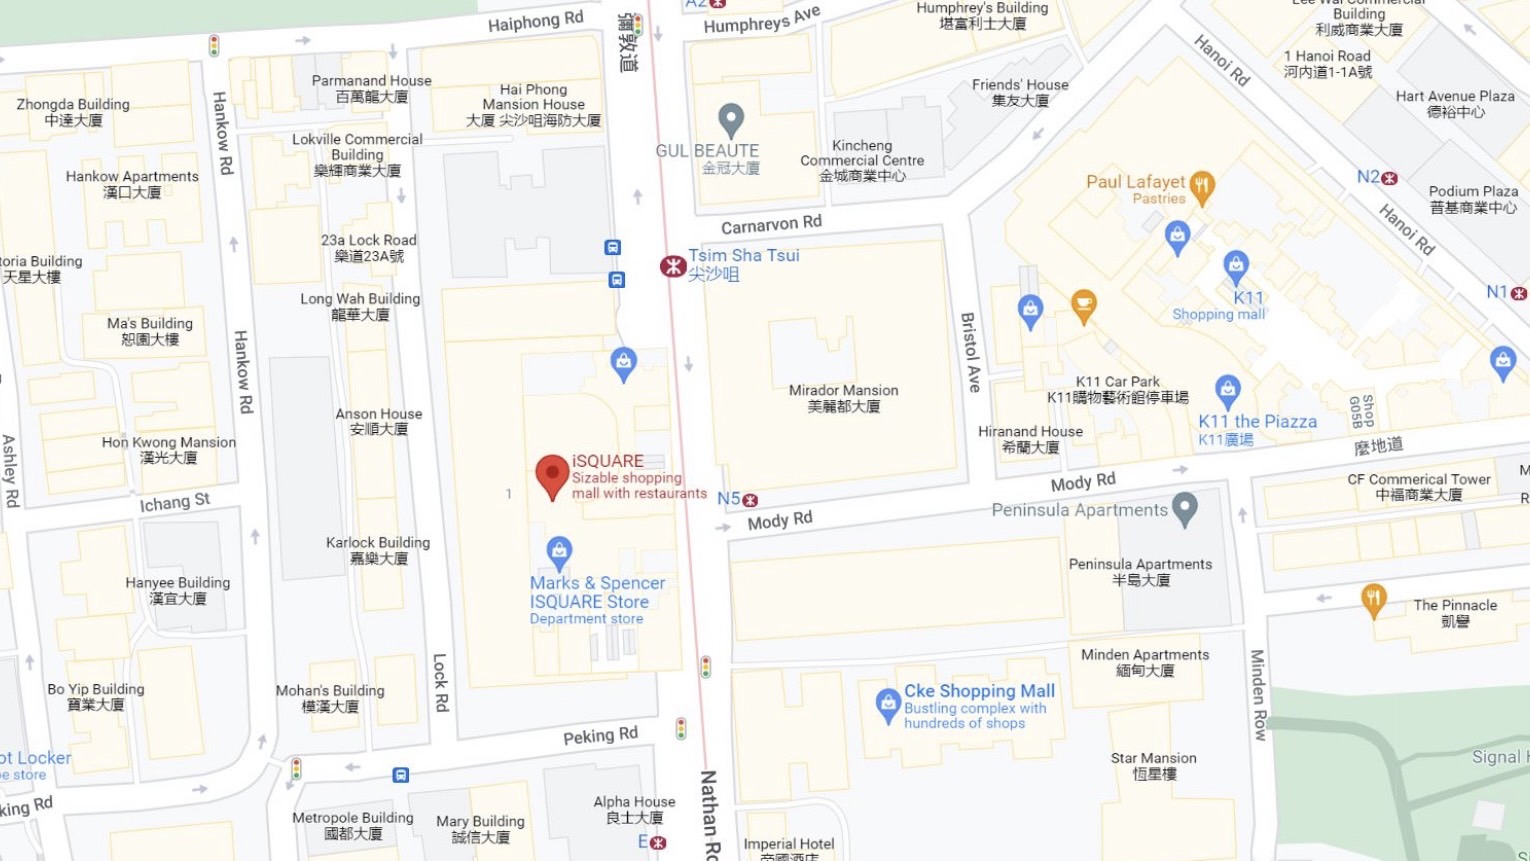 Haiphong Rd
彌敦道
A2
Humphreys Ave
Humphrey's Building
堪富利士大廈
Building
利威商業大廈
Hanoi Rd
1 Hanoi Road
河內道1-1A號
Hart Avenue Plaza
德裕中心
Zhongda Building
中達大廈
Hankow Rd
Parmanand House
百萬龍大廈
Hai Phong
Mansion House
大厦 尖沙咀海防大廈
Friends' House
集友大廈
Lokville Commercial
Building
樂輝商業大廈
GUL BEAUTE
金冠大廈
Kincheng
Commercial Centre
金城商業中心
Hankow Apartments
漢口大廈
Paul Lafayet
Pastries
N2
Podium Plaza
普基商業中心
Carnarvon Rd
Hanoi Rd
23a Lock Road
樂道23A號
Tsim Sha Tsui
尖沙咀
toria Building
天星大樓
Long Wah Building
龍華大廈
K11
Shopping mall
N1
Ma's Building
恕園大樓
Hankow Rd
Bristol Ave
Mirador Mansion
美麗都大廈
K11 Car Park
K11購物藝術館停車場
Shop
G05B
Anson House
安順大廈
K11 the Piazza
K11廣場
Hiranand House
希蘭大廈
麼地道
Ashley Rd
Hon Kwong Mansion
漢光大廈
iSQUARE
Sizable shopping
mall with restaurants
1
N5
Mody Rd
Mody Rd
CF Commerical Tower
中福商業大廈
Ichang St
Peninsula Apartments
Karlock Building
嘉樂大廈
Hanyee Building
漢宜大廈
Marks & Spencer
ISQUARE Store
Department store
Peninsula Apartments
半島大廈
The Pinnacle
凱譽
Lock Rd
Minden Apartments
緬甸大廈
Minden Row
Bo Yip Building
寶業大廈
Mohan's Building
模漢大廈
Cke Shopping Mall
Bustling complex with
hundreds of shops
Peking Rd
ot Locker
oe store
Star Mansion
恆星樓
Signal H
king Rd
Nathan Rd
Metropole Building
國都大廈
Mary Building
誠信大廈
Alpha House
良士大廈
E
Imperial Hotel
帝國酒店